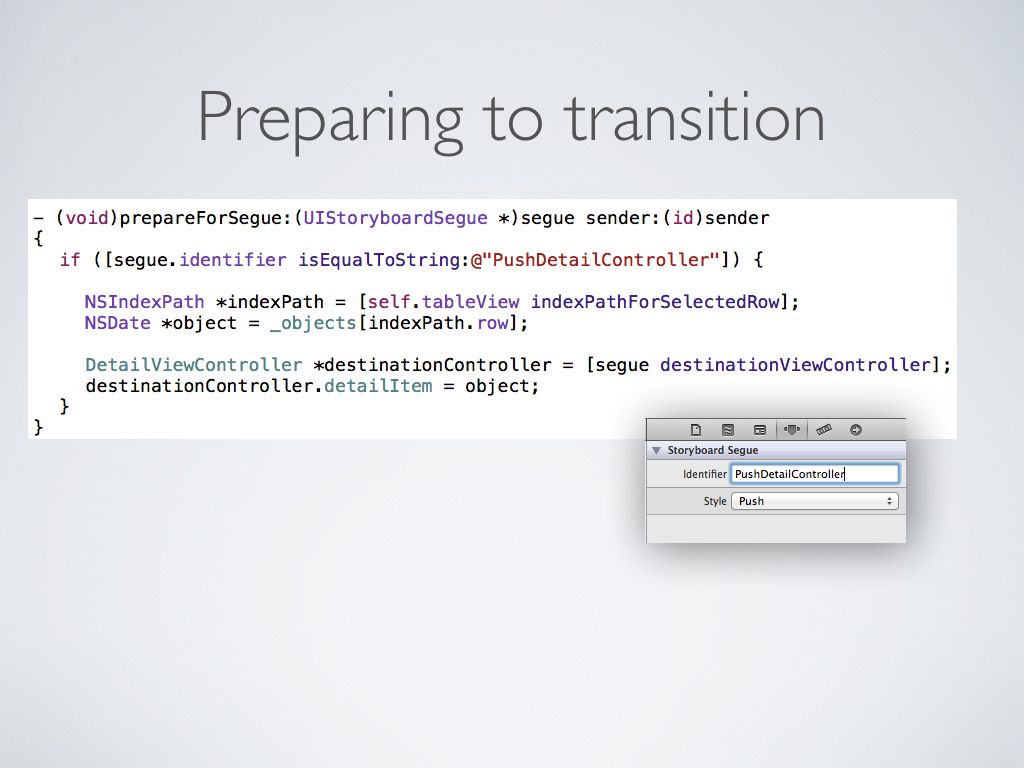 Preparing to transition
- (void)prepareForSegue:(UIStoryboardSegue *)segue sender:(id)sender
{
if ([segue.identifier isEqualToString:@"PushDetailController"]) {
NSIndexPath *indexPath = [self.tableView indexPathForSelectedRow];
NSDate *object = _objects[indexPath.row];
DetailViewController *destinationController = [segue destinationViewController];
destinationController.detailItem = object;
}
}
Storyboard Segue
Identifier PushDetailController
Style Push